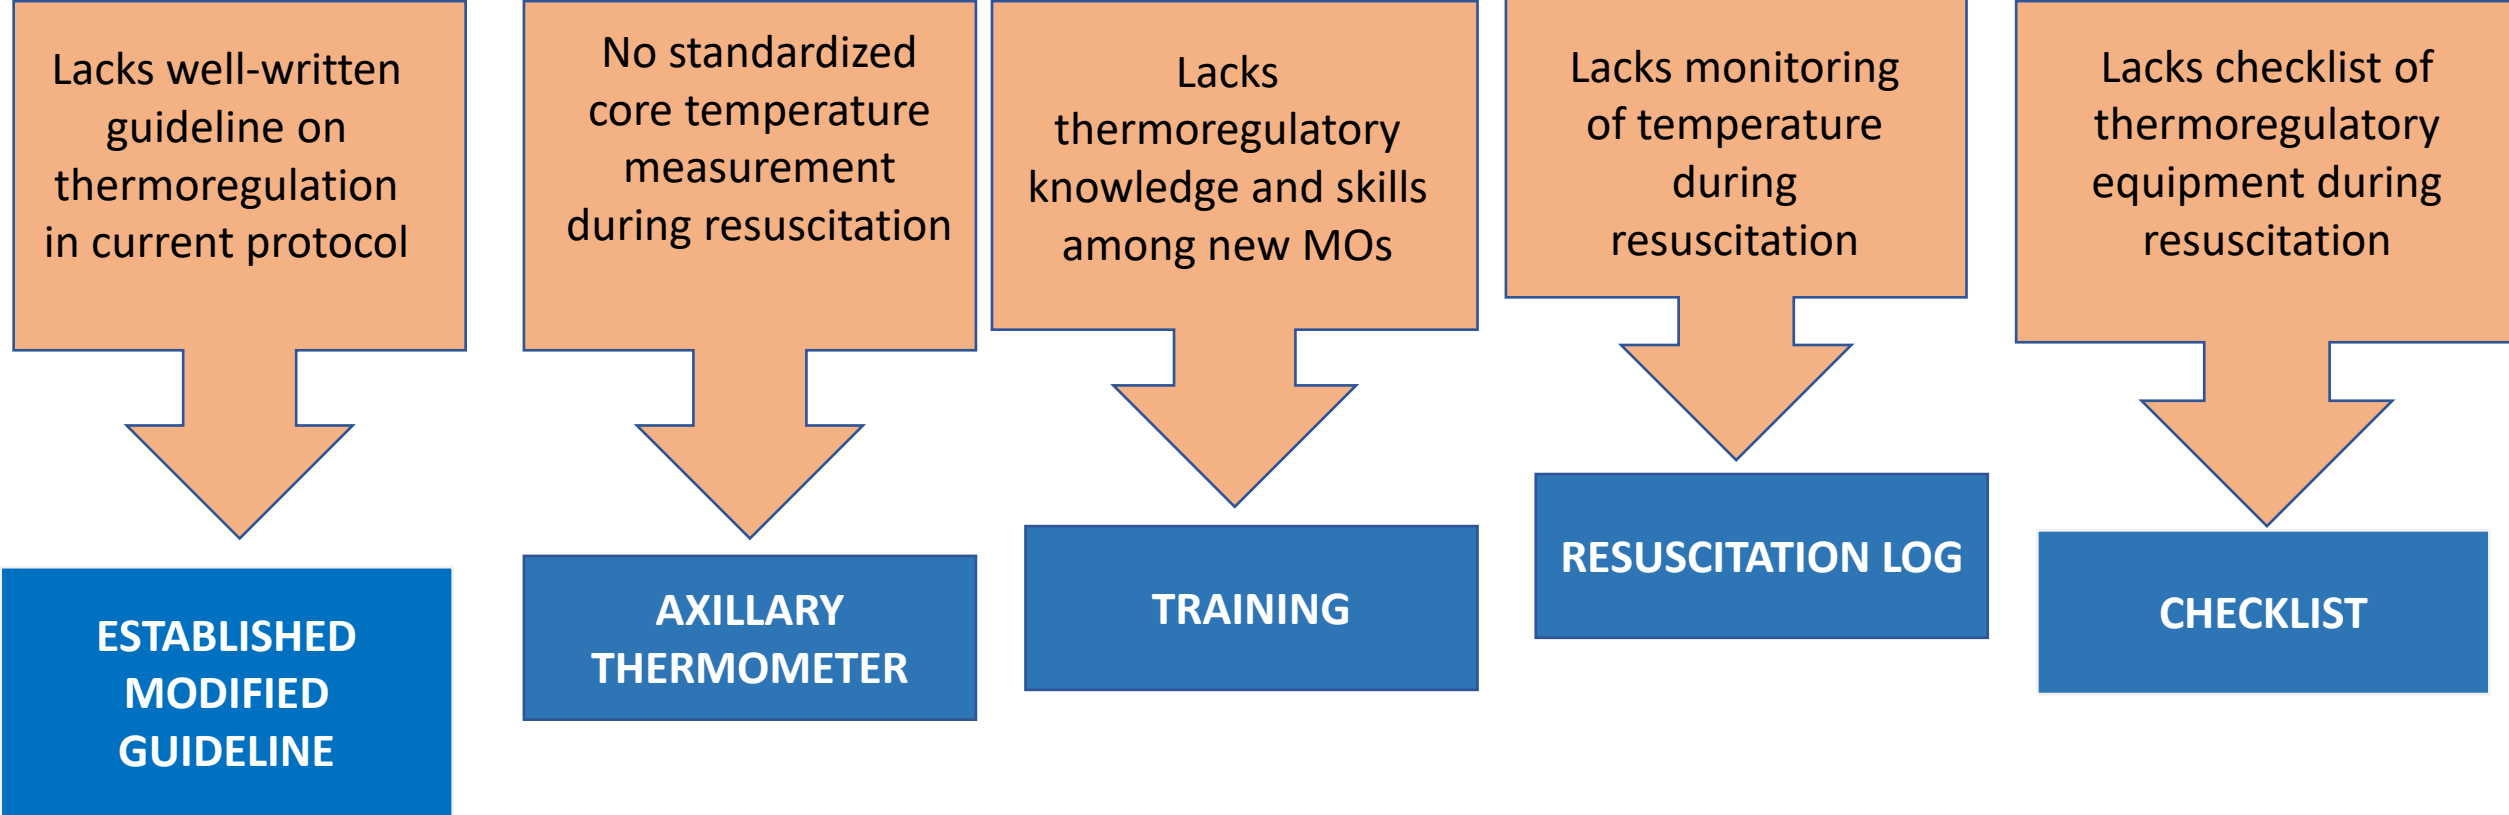 Lacks well-written
guideline on
thermoregulation
in current protocol
No standardized
core temperature
measurement
during resuscitation
Lacks
thermoregulatory
knowledge and skills
among new MOs
Lacks monitoring
of temperature
during
resuscitation
Lacks checklist of
thermoregulatory
equipment during
resuscitation
ESTABLISHED
MODIFIED
GUIDELINE
AXILLARY
THERMOMETER
TRAINING
RESUSCITATION LOG
CHECKLIST